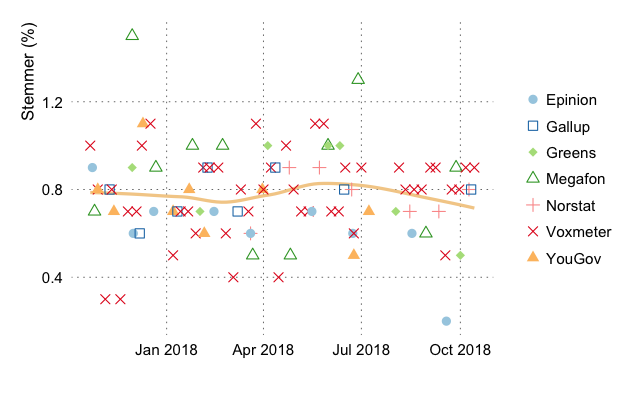 Stemmer (%)
1.2
0.8
0.4
Jan 2018
Apr 2018
Jul 2018
Oct 2018
Epinion
Gallup
Greens
Megafon
Norstat
Voxmeter
YouGov